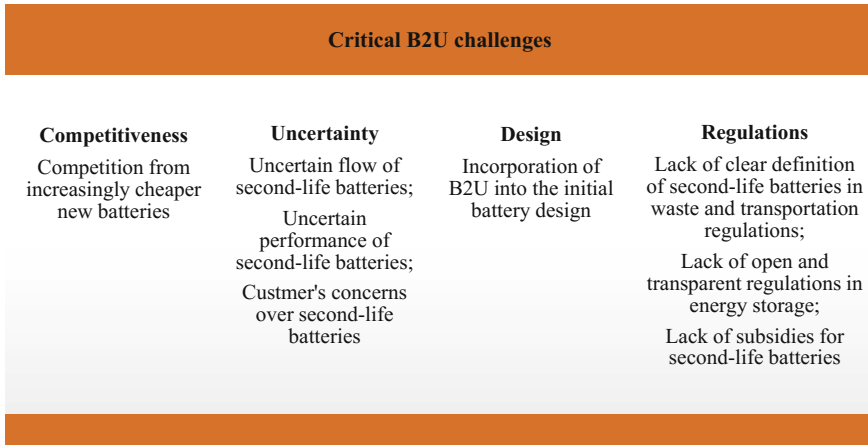 Critical B2U challenges
Competitiveness
Competition from
increasingly cheaper
new batteries
Uncertainty
Uncertain flow of
second-life batteries;
Uncertain
performance of
second-life batteries;
Custmer's concerns
over second-life
batteries
Design
Incorporation of
B2U into the initial
battery design
Regulations
Lack of clear definition
of second-life batteries in
waste and transportation
regulations;
Lack of open and
transparent regulations in
energy storage;
Lack of subsidies for
second-life batteries